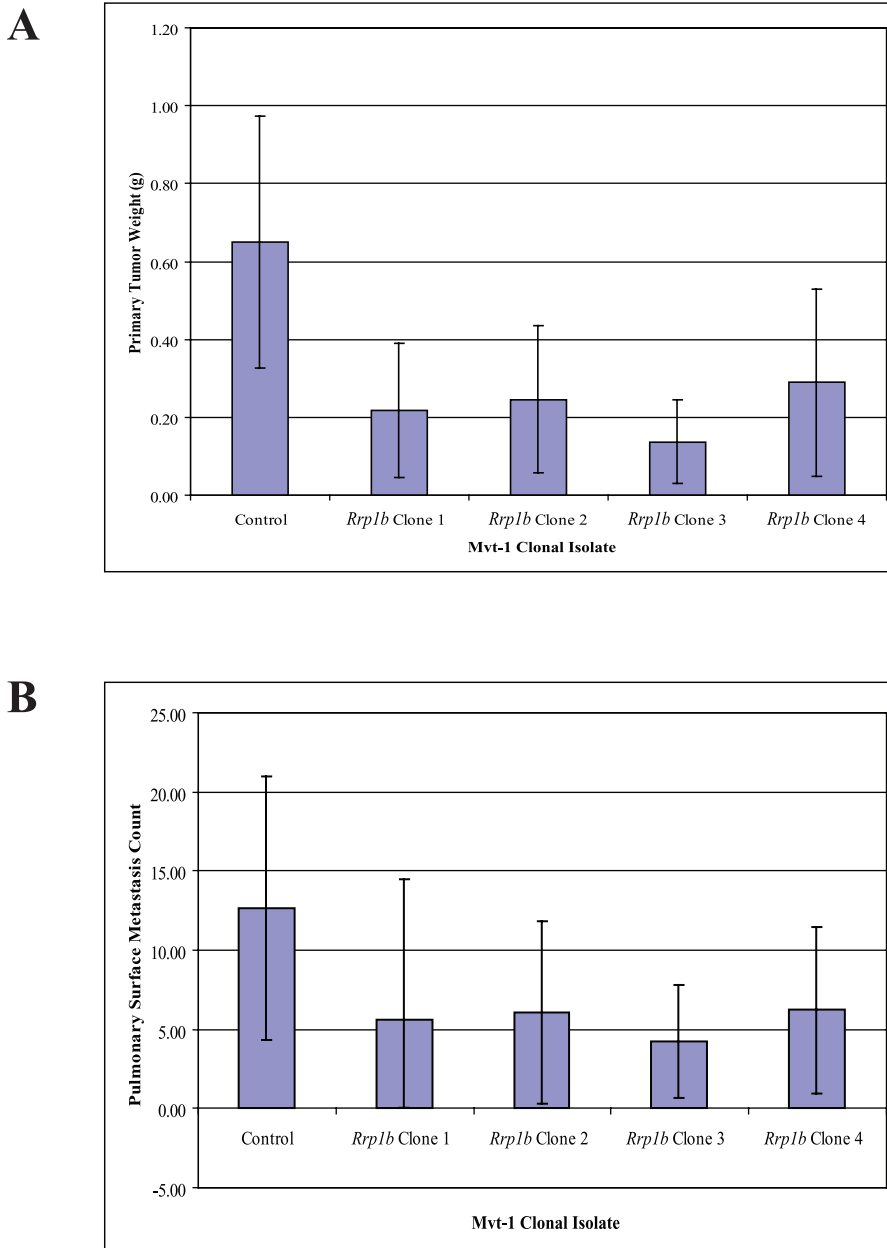 A
1.20
1.00
0.80
0.60
0.40
0.20
0.00
Primary Tumor Weight (g)
Control Rrp1b Clone 1 Rrp1b Clone 2 Rrp1b Clone 3 Rrp1b Clone 4
Mvt-1 Clonal Isolate
B
25.00
20.00
15.00
10.00
5.00
0.00
-5.00
Pulmonary Surface Metastasis Count
Control Rrp1b Clone 1 Rrp1b Clone 2 Rrp1b Clone 3 Rrp1b Clone 4
Mvt-1 Clonal Isolate